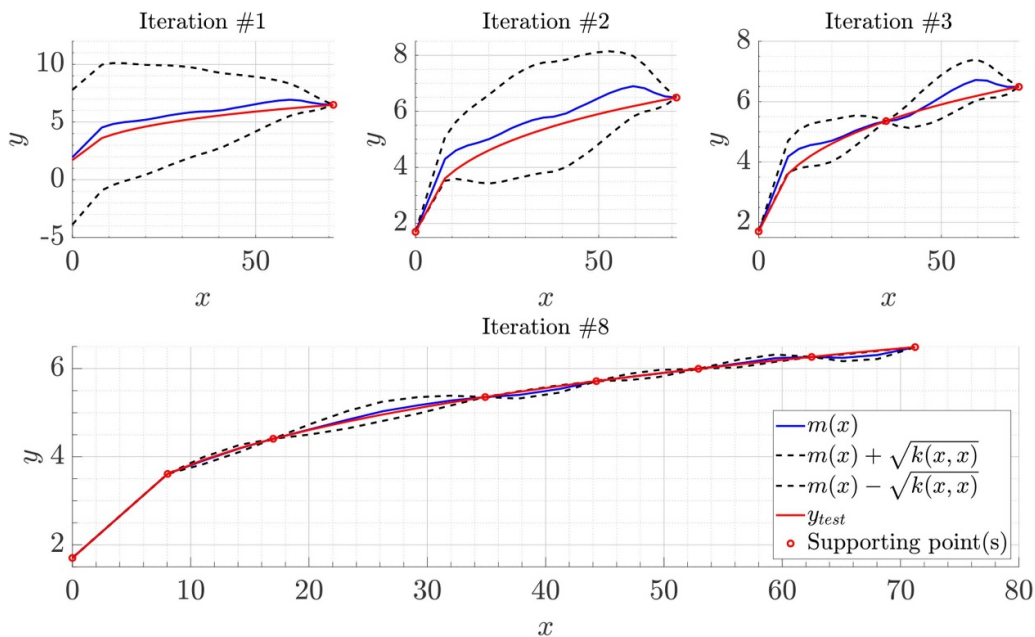 Iteration #1
Iteration #2
Iteration #3
10
5
0
-5
y
0
50
x
8
6
4
2
y
0
50
x
8
6
4
2
y
0
50
x
Iteration #8
6
4
2
y
0
10
20
30
40
50
60
70
80
x
m(x)
m(x) + √k(x, x)
m(x) − √k(x, x)
y_test
Supporting point(s)